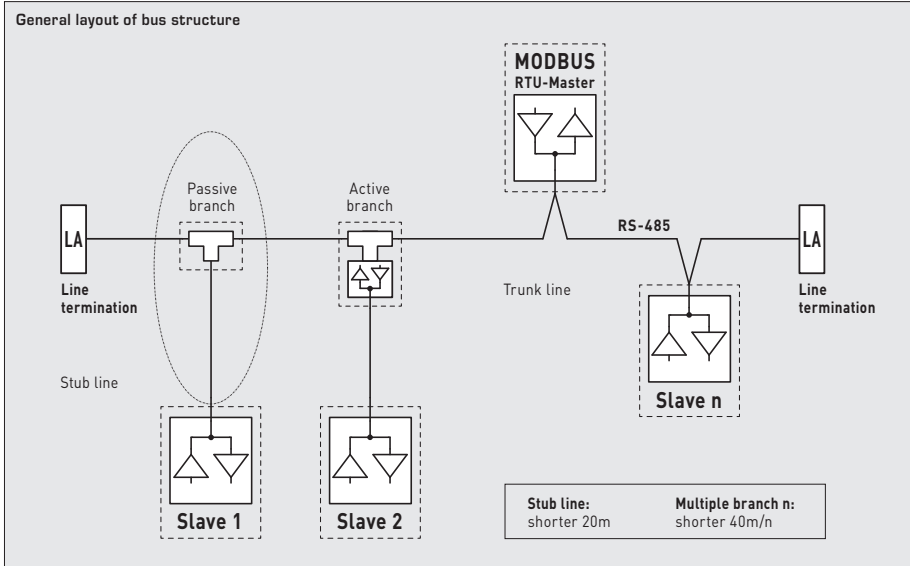 General layout of bus structure
MODBUS
RTU-Master
Passive
branch
Active
branch
LA
RS-485
LA
Line
termination
Trunk line
Line
termination
Stub line
Slave n
Slave 1
Slave 2
Stub line:
shorter 20m
Multiple branch n:
shorter 40m/n